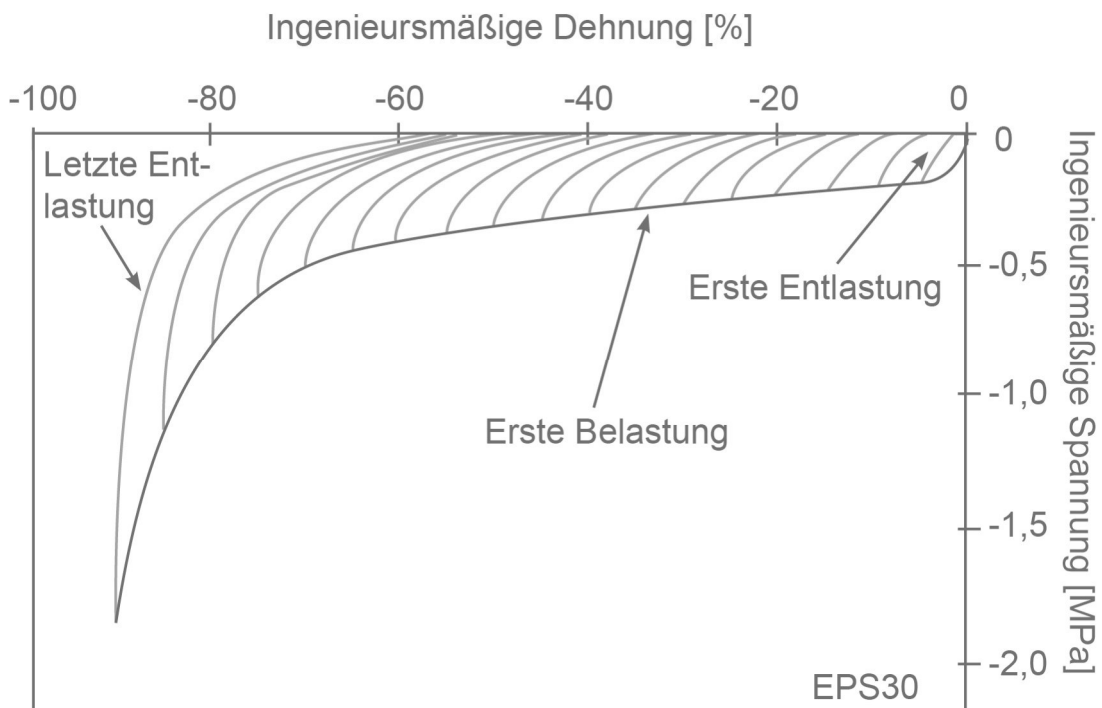 Ingenieursmäßige Dehnung [%]
-100 -80 -60 -40 -20 0
0
-0,5
-1,0
-1,5
-2,0
Ingenieursmäßige Spannung [MPa]
Letzte Ent-
lastung
Erste Entlastung
Erste Belastung
EPS30